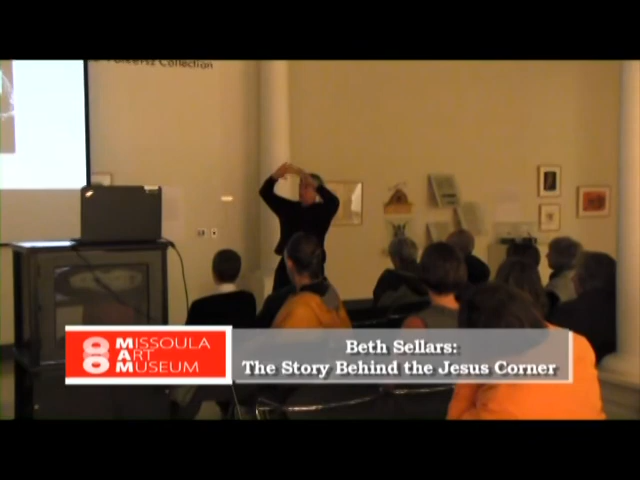 Collection
MISSOULA
ART
MUSEUM
Beth Sellars:
The Story Behind the Jesus Corner